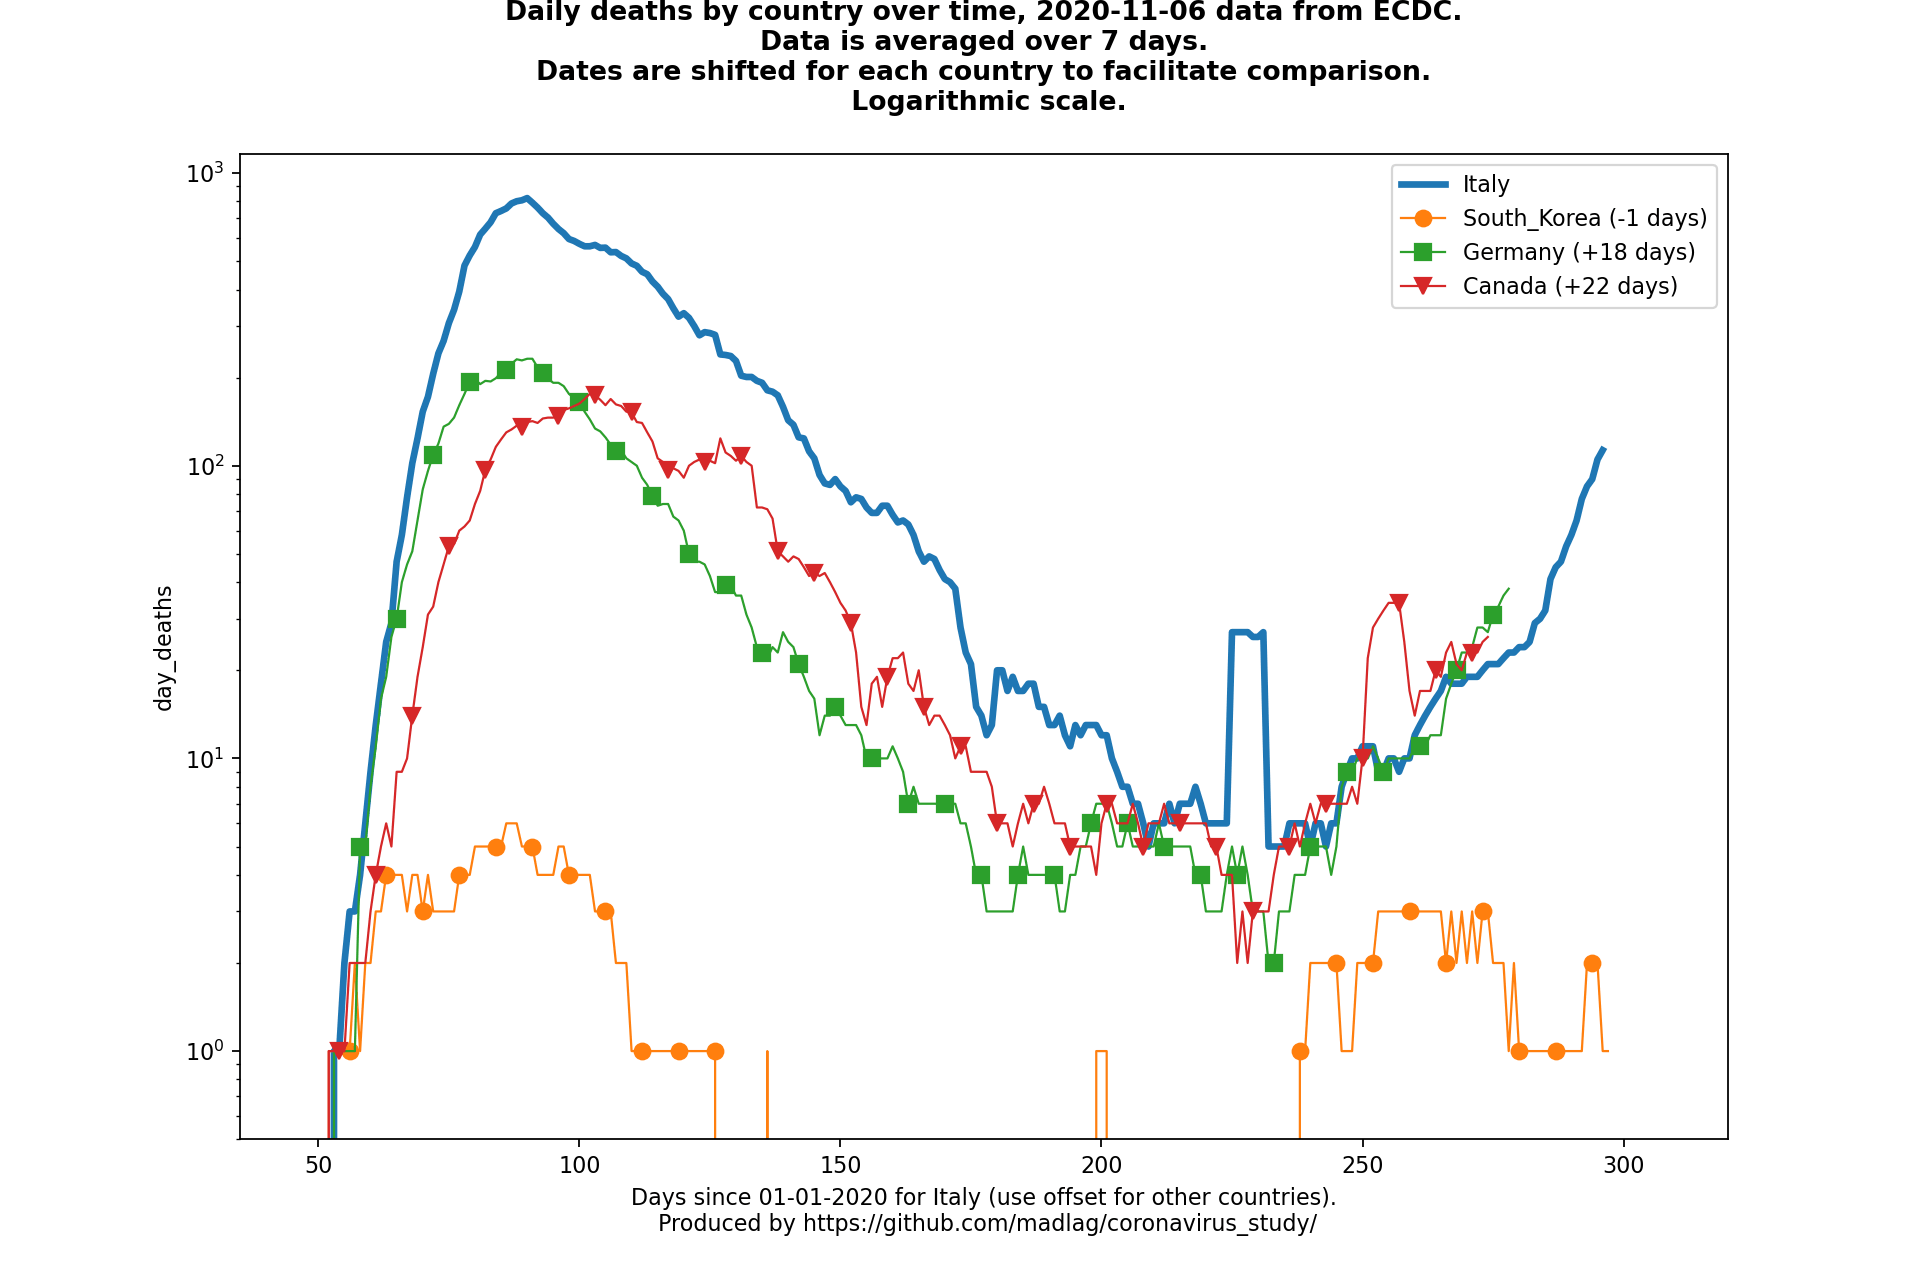 Daily deaths by country over time, 2020-11-06 data from ECDC.
Data is averaged over 7 days.
Dates are shifted for each country to facilitate comparison.
Logarithmic scale.
10³
10²
10¹
10⁰
day_deaths
Italy
South_Korea (-1 days)
Germany (+18 days)
Canada (+22 days)
50 100 150 200 250 300
Days since 01-01-2020 for Italy (use offset for other countries).
Produced by https://github.com/madlag/coronavirus_study/